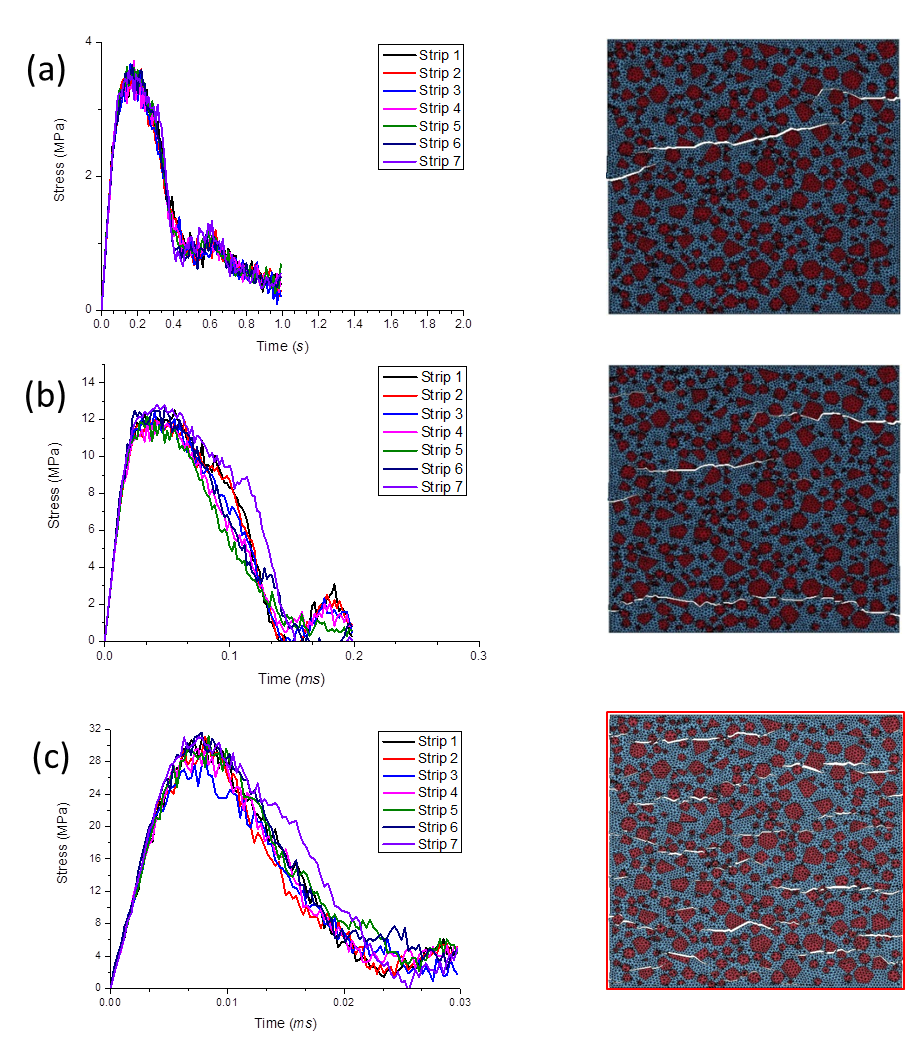 (a)
4
2
0
Stress (MPa)
Strip 1
Strip 2
Strip 3
Strip 4
Strip 5
Strip 6
Strip 7
0.0 0.2 0.4 0.6 0.8 1.0 1.2 1.4 1.6 1.8 2.0
Time (s)
(b)
14
12
10
8
6
4
2
0
Stress (MPa)
Strip 1
Strip 2
Strip 3
Strip 4
Strip 5
Strip 6
Strip 7
0.0 0.1 0.2 0.3
Time (ms)
(c)
32
28
24
20
16
12
8
4
0
Stress (MPa)
Strip 1
Strip 2
Strip 3
Strip 4
Strip 5
Strip 6
Strip 7
0.00 0.01 0.02 0.03
Time (ms)